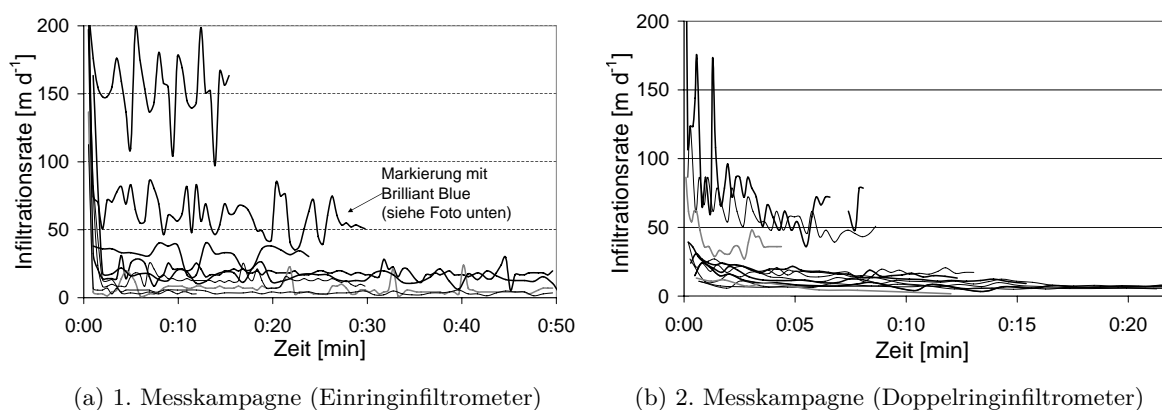 200
150
100
50
0
Infiltrationsrate [m d-1]
Markierung mit
Brilliant Blue
(siehe Foto unten)
0:00 0:10 0:20 0:30 0:40 0:50
Zeit [min]
(a) 1. Messkampagne (Einringinfiltrometer)
b)
200
150
100
50
0
Infiltrationsrate [m d-1]
0:00 0:05 0:10 0:15 0:20
Zeit [min]
(b) 2. Messkampagne (Doppelringinfiltrometer)
a)